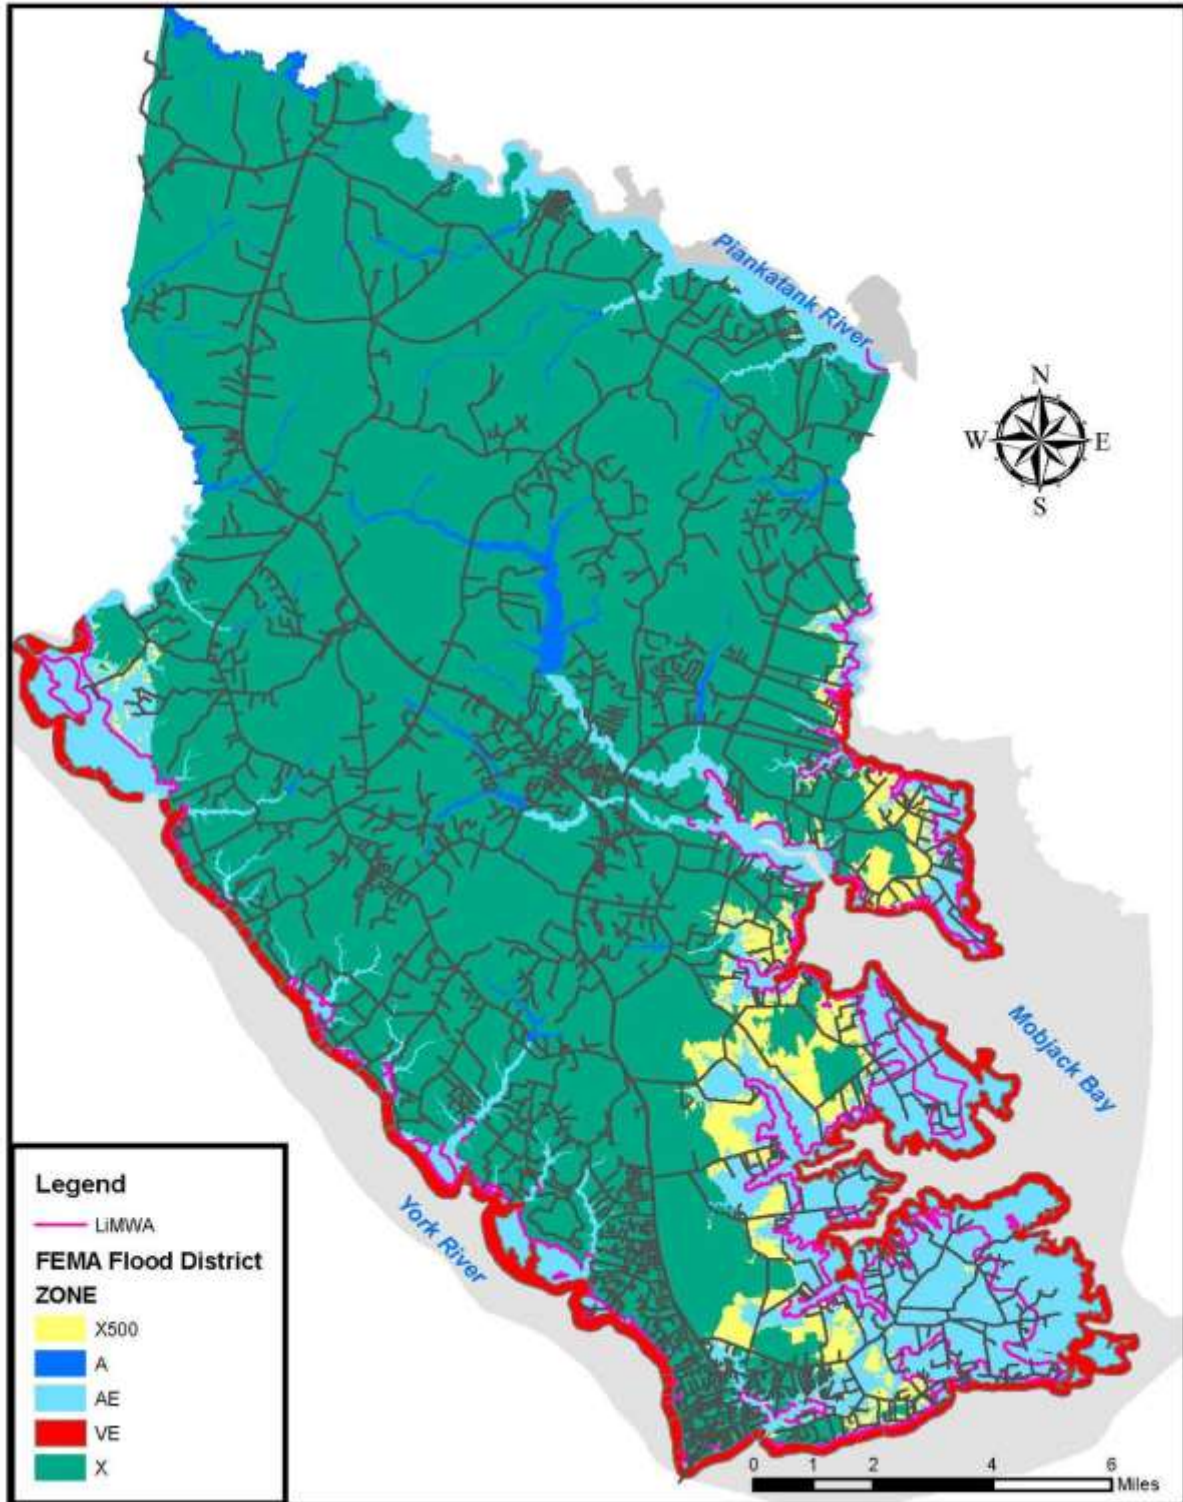 Piankatank River
N
W
E
S
Mobjack Bay
York River
Legend
LiMWA
FEMA Flood District
ZONE
X500
A
AE
VE
X
0 1 2 4 6
Miles